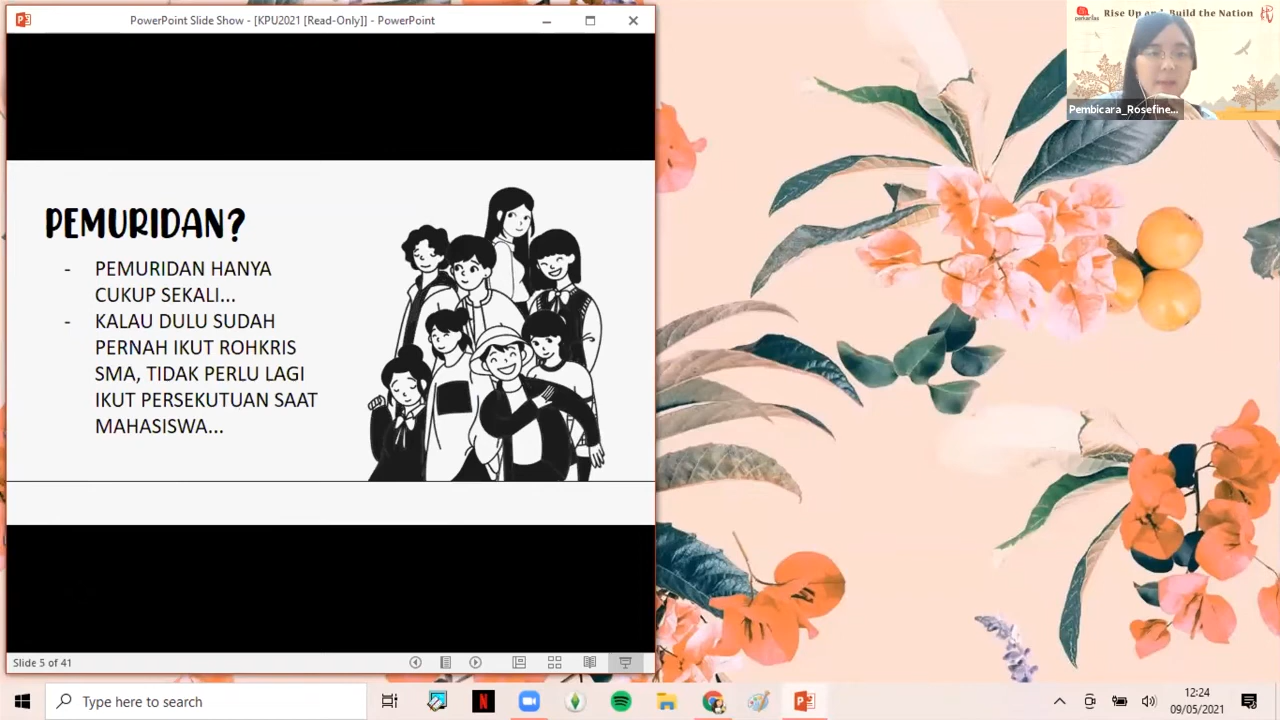 PowerPoint Slide Show - [KPU2021 [Read-Only]] - PowerPoint
perkantas
Rise Up and Build the Nation
Pembicara_Rosefine...
PEMURIDAN?
- PEMURIDAN HANYA
CUKUP SEKALI...
- KALAU DULU SUDAH
PERNAH IKUT ROHKRIS
SMA, TIDAK PERLU LAGI
IKUT PERSEKUTUAN SAAT
MAHASISWA...
Slide 5 of 41
Type here to search
12:24
09/05/2021